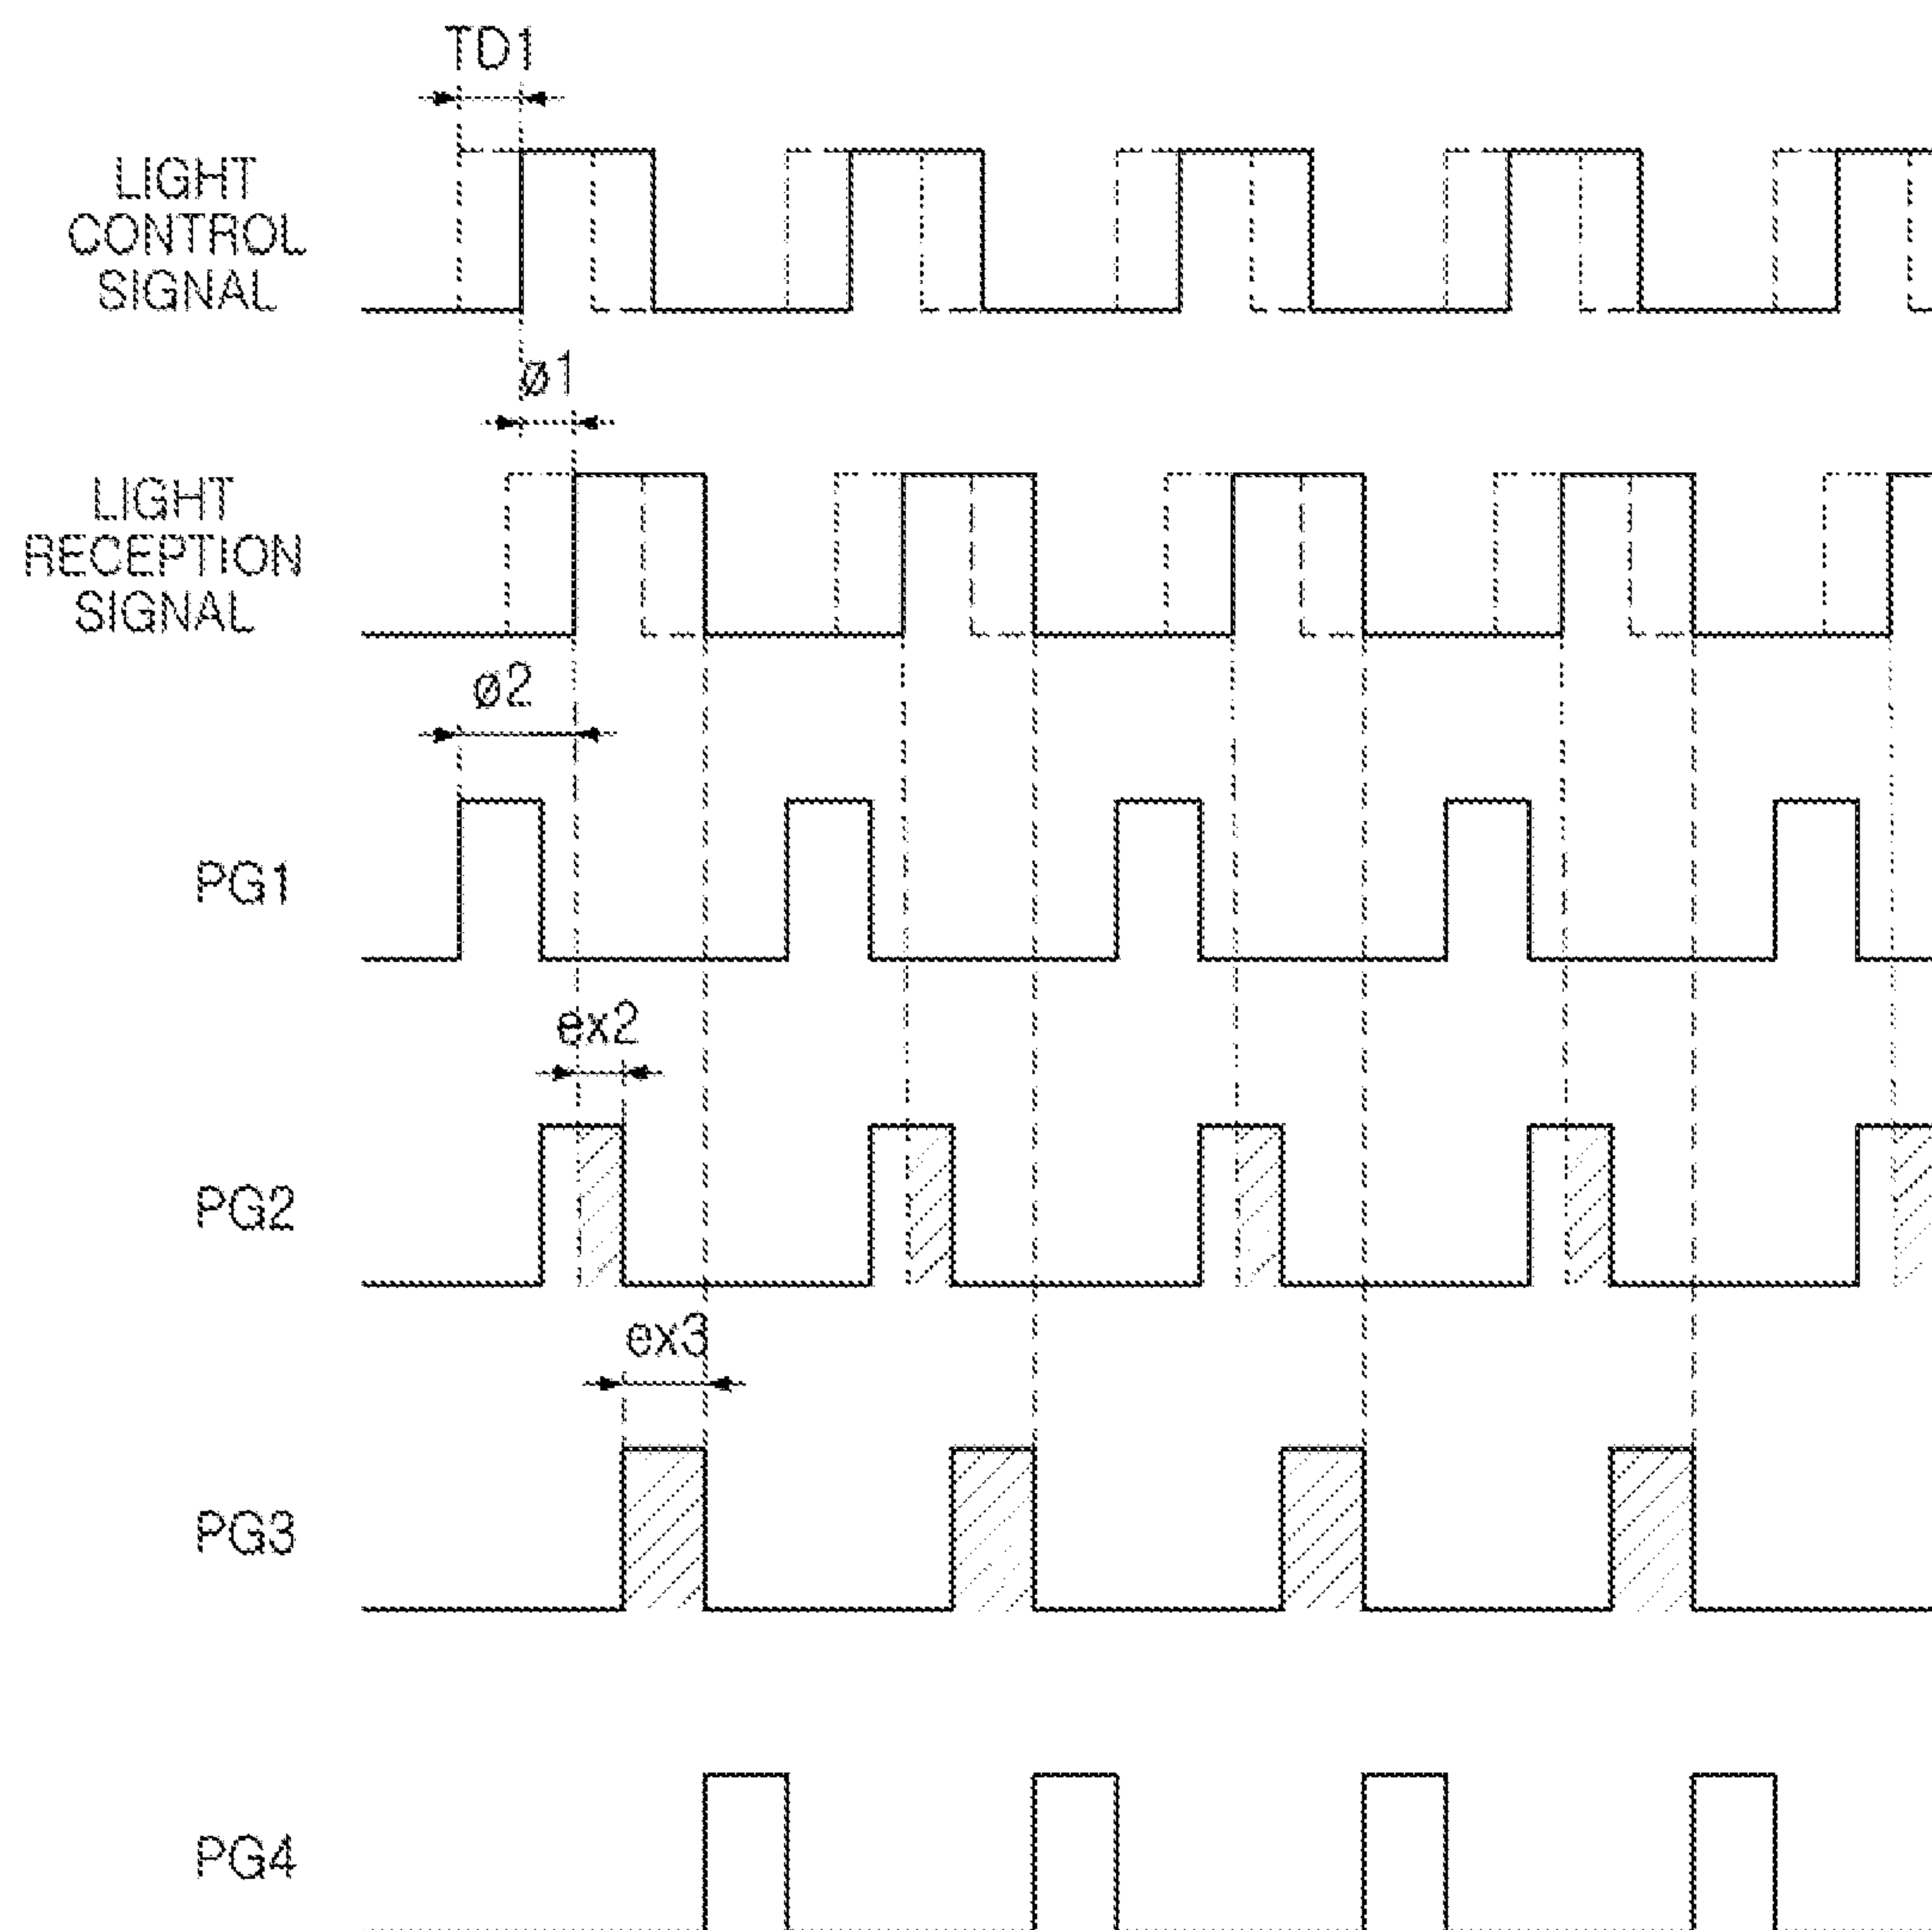 TD1
LIGHT
CONTROL
SIGNAL
ø1
LIGHT
RECEPTION
SIGNAL
ø2
PG1
ex2
PG2
ex3
PG3
PG4